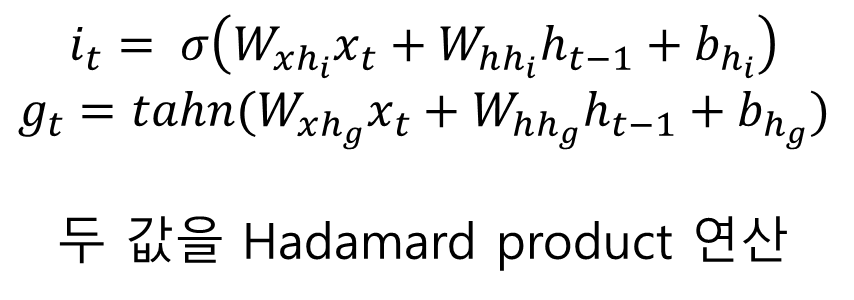 i_t = σ(W_{xh_i}x_t + W_{hh_i}h_{t−1} + b_{h_i})
g_t = tahn(W_{xh_g}x_t + W_{hh_g}h_{t−1} + b_{h_g})
두 값을 Hadamard product 연산